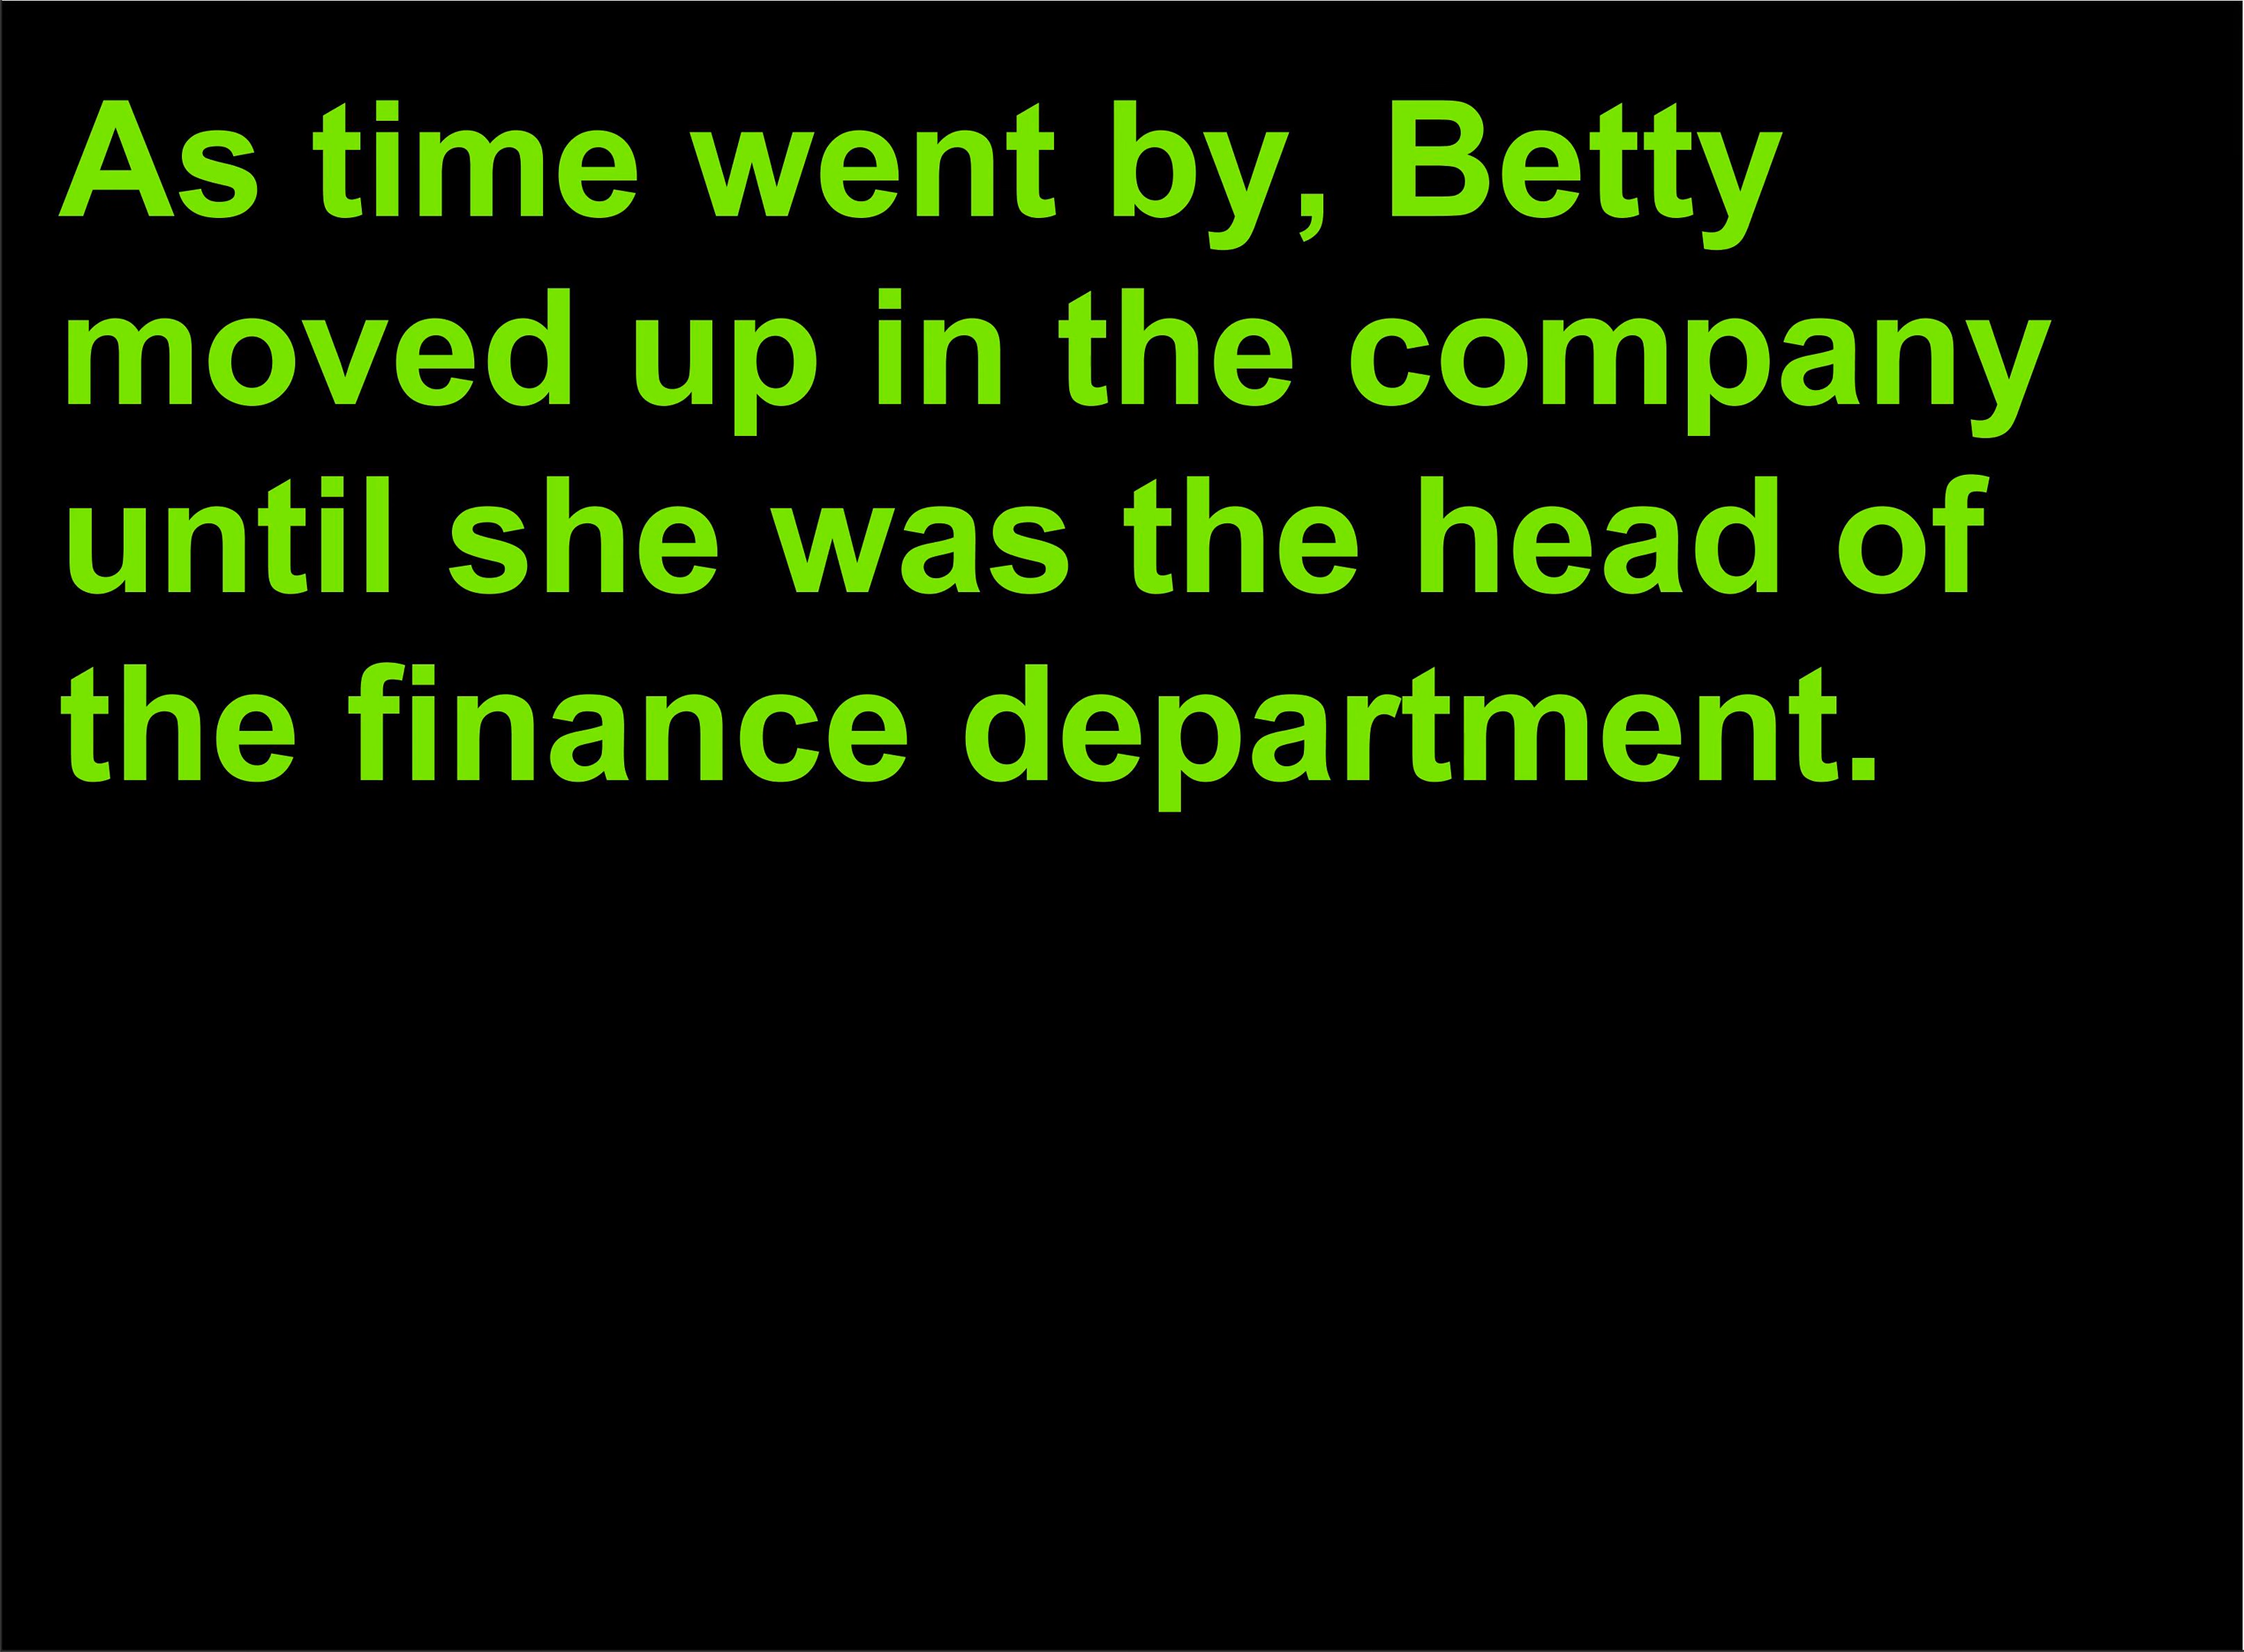 As time went by, Betty
moved up in the company
until she was the head of
the finance department.